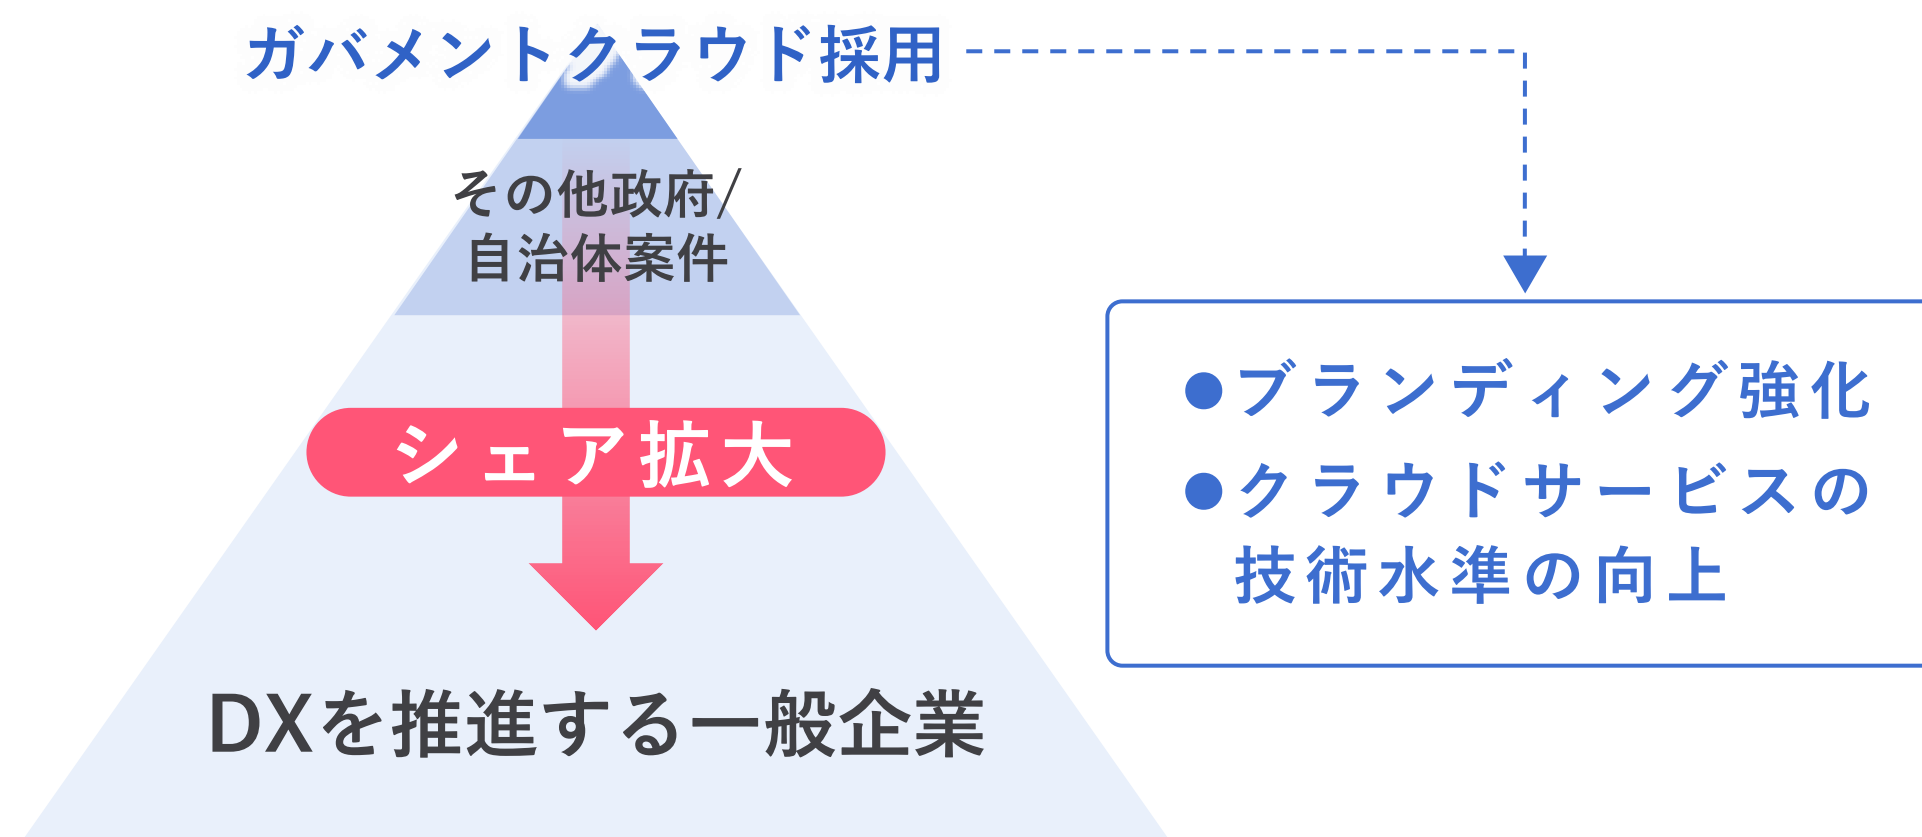 ガバメントクラウド採用
その他政府/
自治体案件
シェア拡大
DXを推進する一般企業
●ブランディング強化
●クラウドサービスの
技術水準の向上